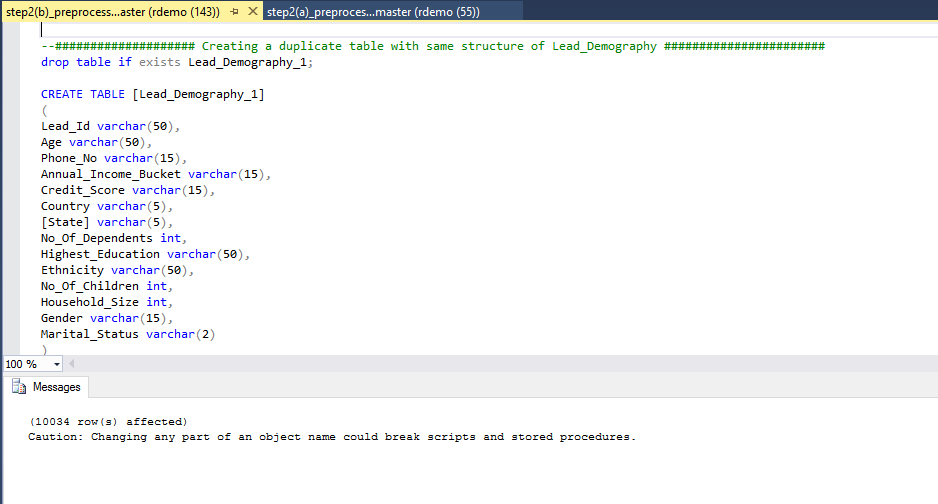 step2(b)_preprocess...aster (rdemo (143)) step2(a)_preproces...master (rdemo (55))
--#################### Creating a duplicate table with same structure of Lead_Demography #######################
drop table if exists Lead_Demography_1;
CREATE TABLE [Lead_Demography_1]
(
Lead_Id varchar(50),
Age varchar(50),
Phone_No varchar(15),
Annual_Income_Bucket varchar(15),
Credit_Score varchar(15),
Country varchar(5),
[State] varchar(5),
No_Of_Dependents int,
Highest_Education varchar(50),
Ethnicity varchar(50),
No_Of_Children int,
Household_Size int,
Gender varchar(15),
Marital_Status varchar(2)
)
100 %
Messages
(10034 row(s) affected)
Caution: Changing any part of an object name could break scripts and stored procedures.